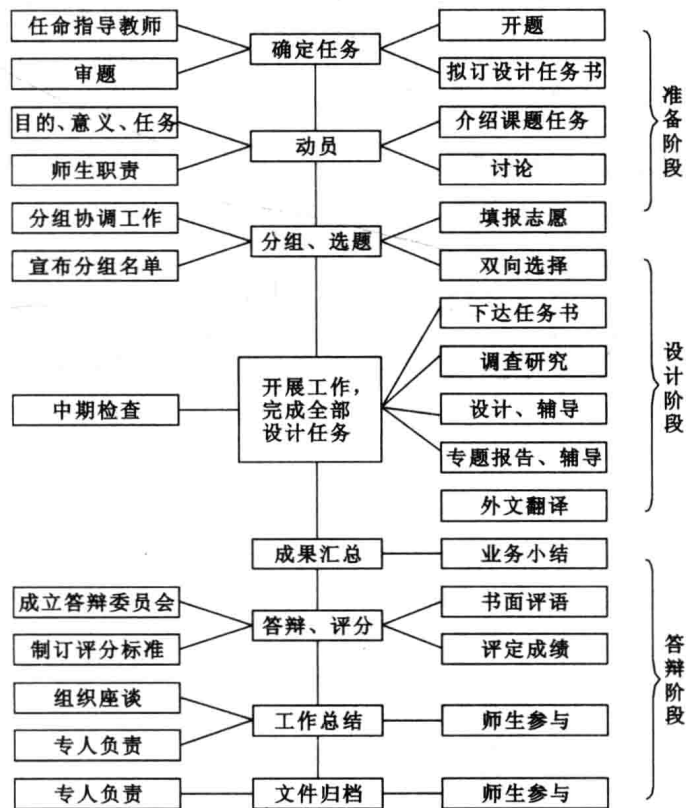 任命指导教师
审题
确定任务
开题
拟订设计任务书
目的、意义、任务
师生职责
动员
介绍课题任务
讨论
分组协调工作
宣布分组名单
分组、选题
填报志愿
双向选择
准备阶段
中期检查
开展工作,
完成全部
设计任务
下达任务书
调查研究
设计、辅导
专题报告、辅导
外文翻译
设计阶段
成果汇总
业务小结
成立答辩委员会
制订评分标准
答辩、评分
书面评语
评定成绩
组织座谈
专人负责
工作总结
师生参与
专人负责
文件归档
师生参与
答辩阶段